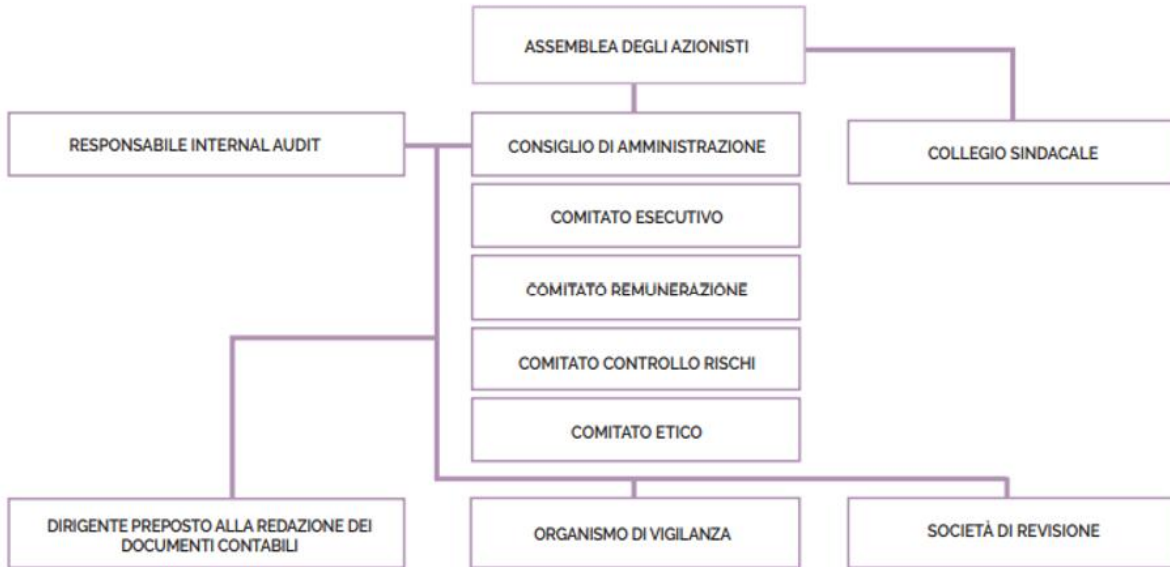 ASSEMBLEA DEGLI AZIONISTI
RESPONSABILE INTERNAL AUDIT
CONSIGLIO DI AMMINISTRAZIONE
COLLEGIO SINDACALE
COMITATO ESECUTIVO
COMITATO REMUNERAZIONE
COMITATO CONTROLLO RISCHI
COMITATO ETICO
DIRIGENTE PREPOSTO ALLA REDAZIONE DEI
DOCUMENTI CONTABILI
ORGANISMO DI VIGILANZA
SOCIETÀ DI REVISIONE